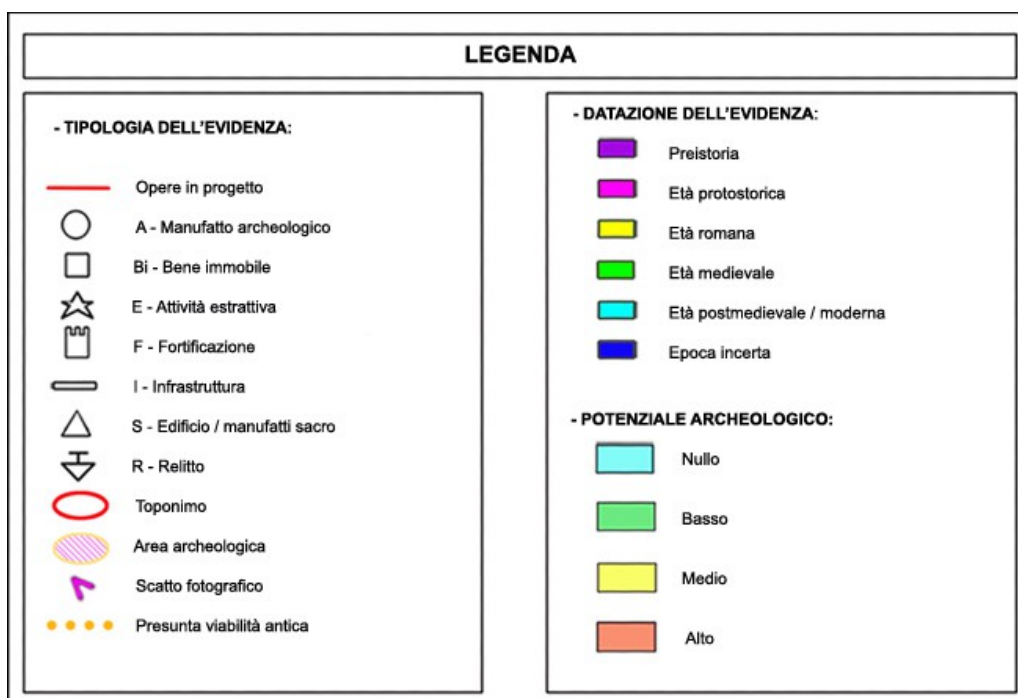 LEGENDA
- TIPOLOGIA DELL'EVIDENZA:
Opere in progetto
A - Manufatto archeologico
Bi - Bene immobile
E - Attività estrattiva
F - Fortificazione
I - Infrastruttura
S - Edificio / manufatti sacro
R - Relitto
Toponimo
Area archeologica
Scatto fotografico
Presunta viabilità antica
- DATAZIONE DELL'EVIDENZA:
Preistoria
Età protostorica
Età romana
Età medievale
Età postmedievale / moderna
Epoca incerta
- POTENZIALE ARCHEOLOGICO:
Nullo
Basso
Medio
Alto